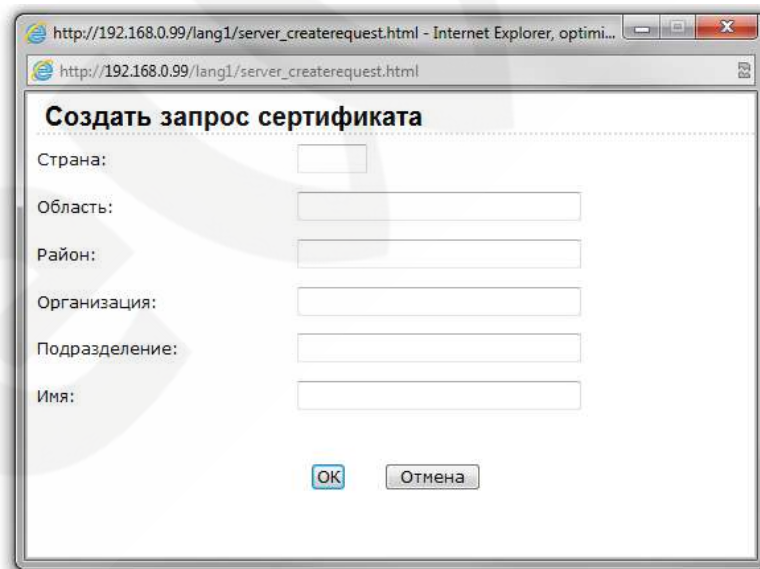 http://192.168.0.99/lang1/server_createrequest.html - Internet Explorer, optimi...
http://192.168.0.99/lang1/server_createrequest.html
Создать запрос сертификата
Страна:
Область:
Район:
Организация:
Подразделение:
Имя:
OK Отмена